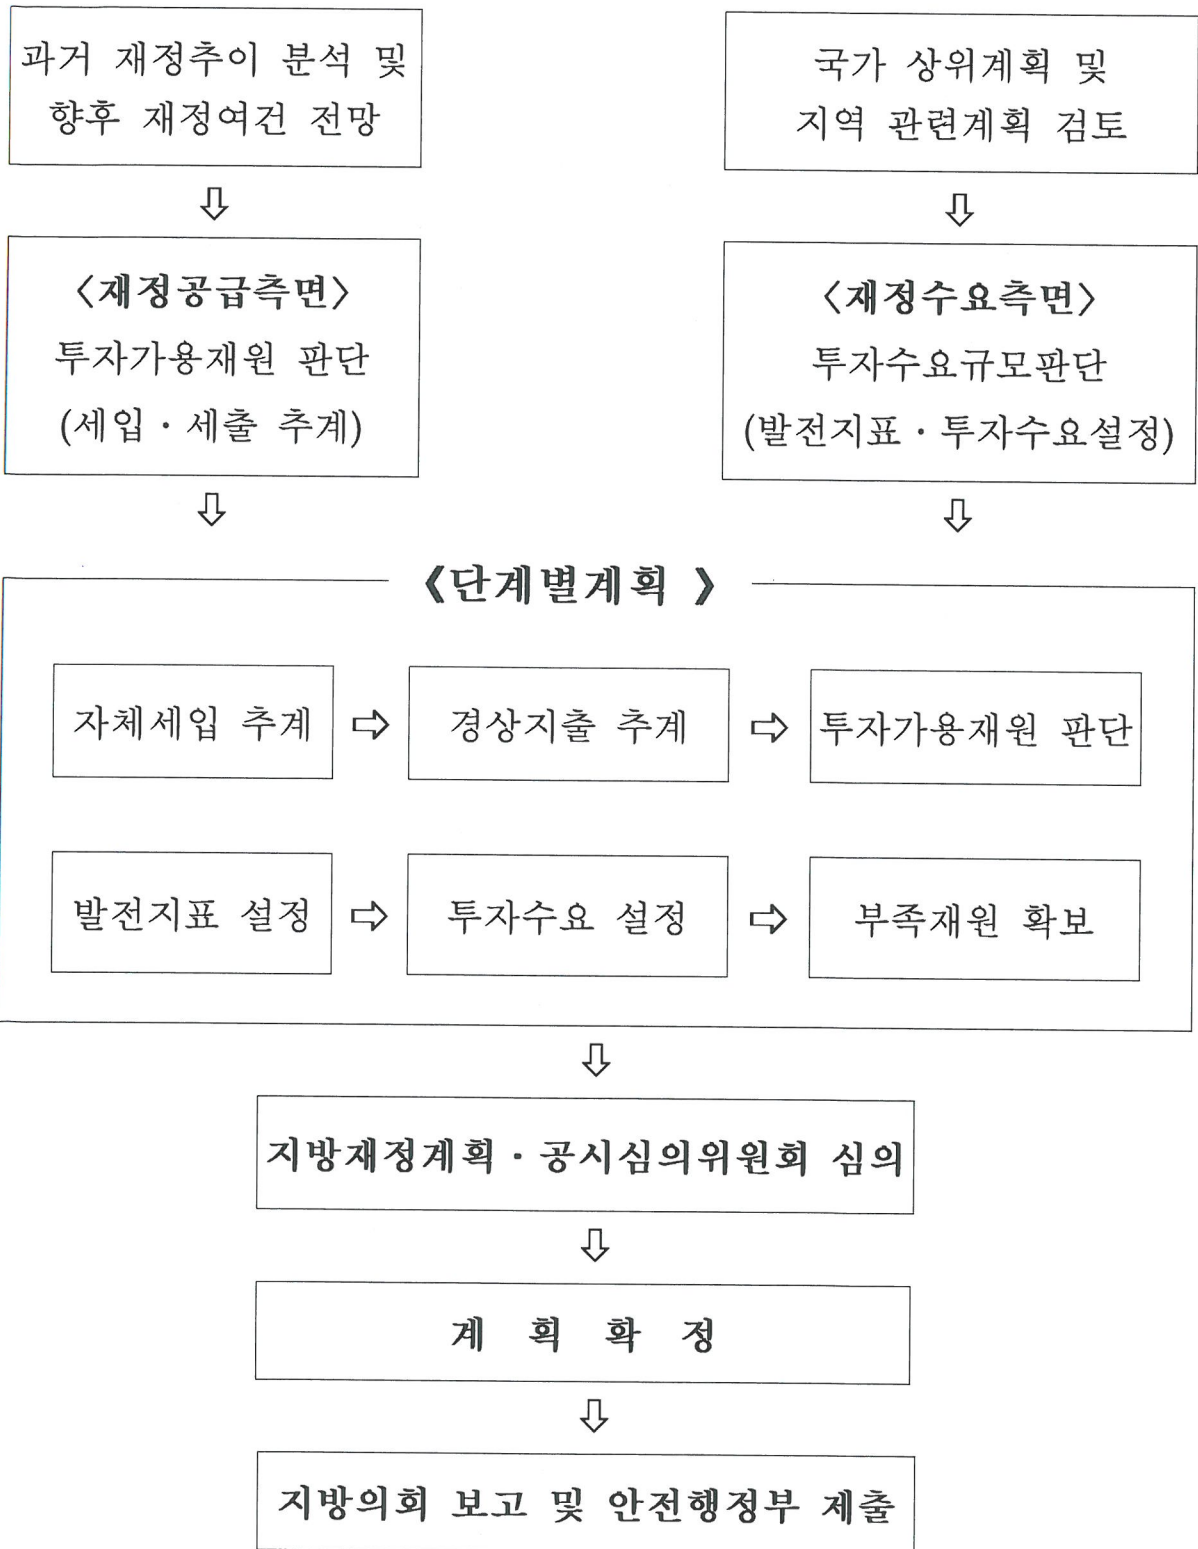 과거 재정추이 분석 및
향후 재정여건 전망
국가 상위계획 및
지역 관련계획 검토
⇩
⇩
<재정공급측면>
투자가용재원 판단
(세입·세출 추계)
<재정수요측면>
투자수요규모판단
(발전지표·투자수요설정)
⇩
⇩
《단계별계획 》
자체세입 추계 ⇨ 경상지출 추계 ⇨ 투자가용재원 판단
발전지표 설정 ⇨ 투자수요 설정 ⇨ 부족재원 확보
⇩
지방재정계획·공시심의위원회 심의
⇩
계 획 확 정
⇩
지방의회 보고 및 안전행정부 제출